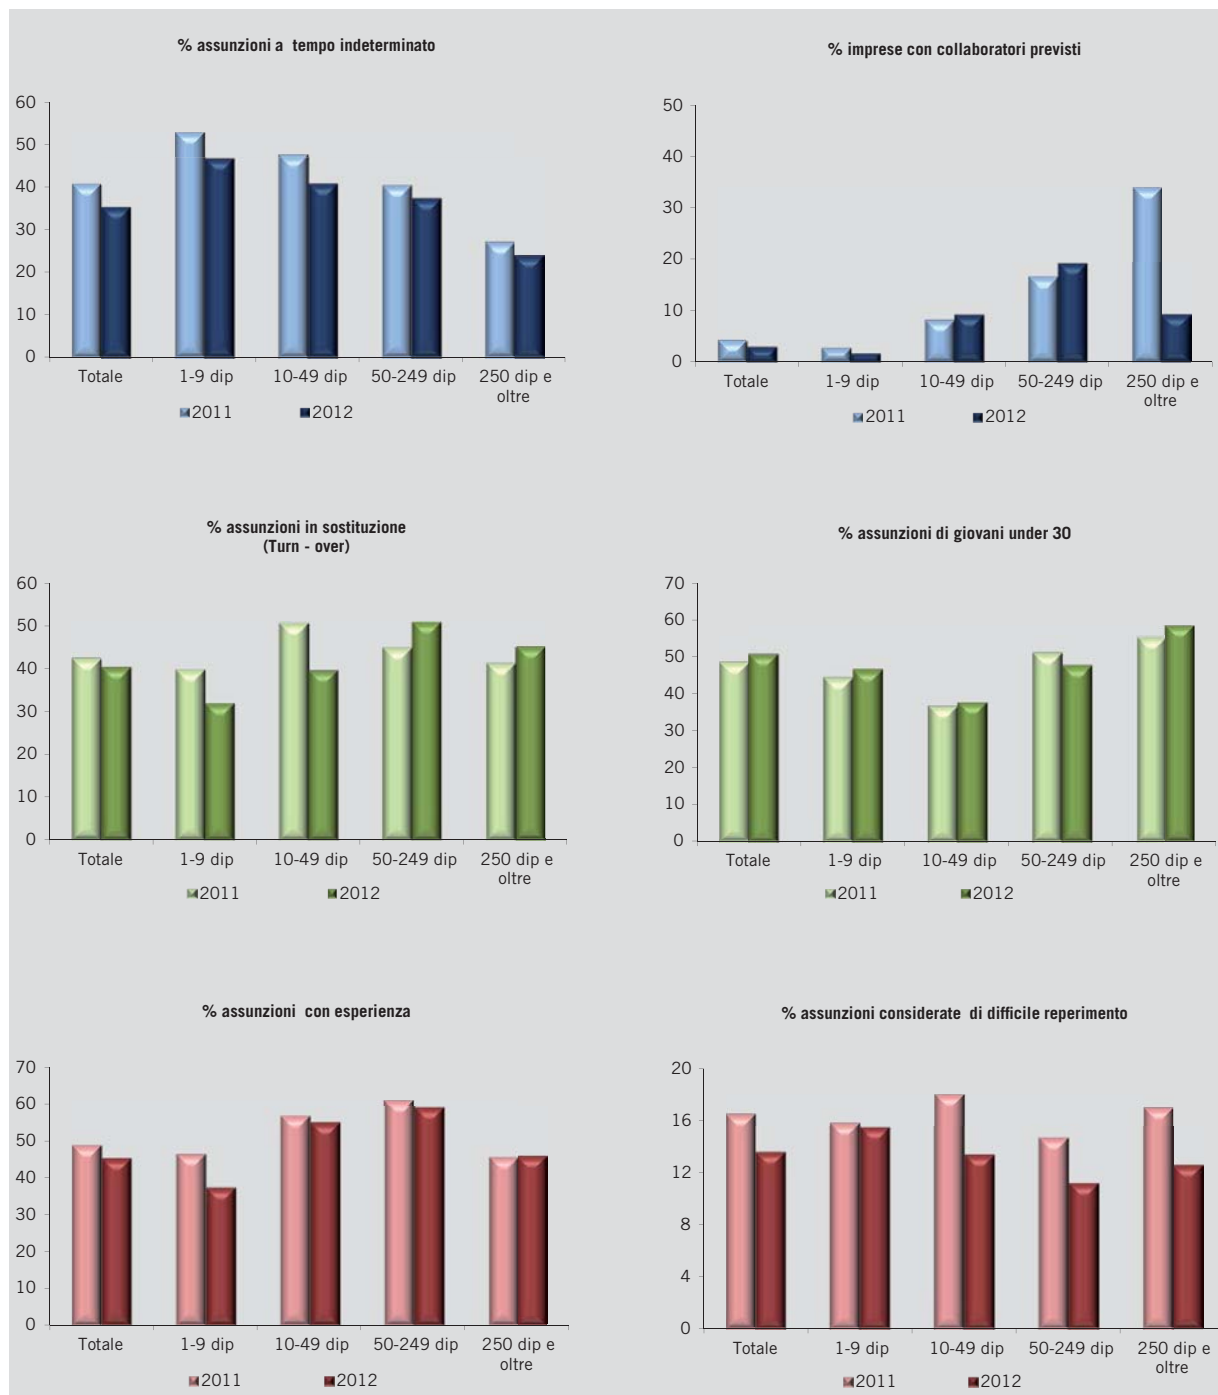 % assunzioni a tempo indeterminato
60
50
40
30
20
10
0
Totale 1-9 dip 10-49 dip 50-249 dip 250 dip e
oltre
2011 2012
% imprese con collaboratori previsti
50
40
30
20
10
0
Totale 1-9 dip 10-49 dip 50-249 dip 250 dip e
oltre
2011 2012
% assunzioni in sostituzione
(Turn - over)
60
50
40
30
20
10
0
Totale 1-9 dip 10-49 dip 50-249 dip 250 dip e
oltre
2011 2012
% assunzioni di giovani under 30
70
60
50
40
30
20
10
0
Totale 1-9 dip 10-49 dip 50-249 dip 250 dip e
oltre
2011 2012
% assunzioni con esperienza
70
60
50
40
30
20
10
0
Totale 1-9 dip 10-49 dip 50-249 dip 250 dip e
oltre
2011 2012
% assunzioni considerate di difficile reperimento
20
16
12
8
4
0
Totale 1-9 dip 10-49 dip 50-249 dip 250 dip e
oltre
2011 2012